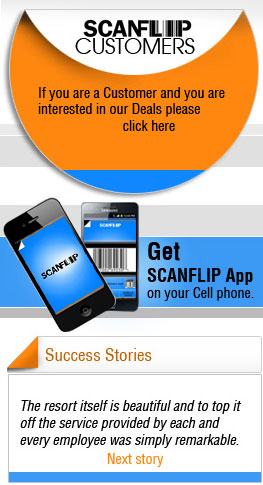 SCANFLIP
CUSTOMERS
If you are a Customer and you are
interested in our Deals please
click here
SCANFLIP
SAMSUNG
Get
SCANFLIP App
on your Cell phone.
Success Stories
The resort itself is beautiful and to top it
off the service provided by each and
every employee was simply remarkable.
Next story